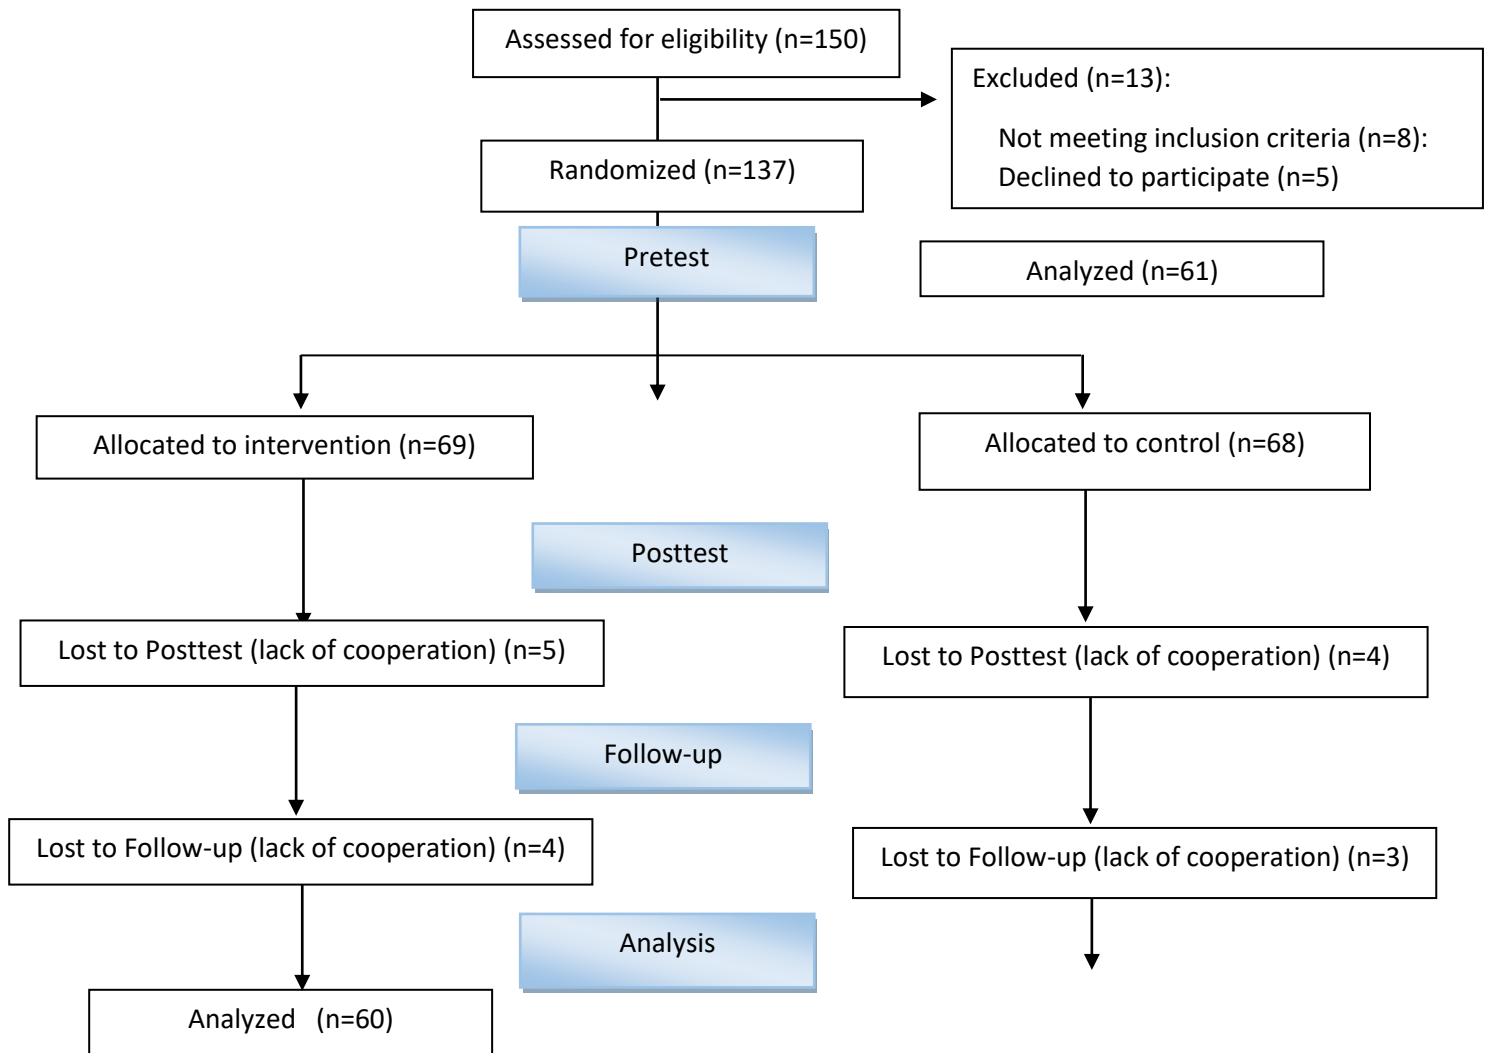 Assessed for eligibility (n=150)
Excluded (n=13):
Not meeting inclusion criteria (n=8):
Declined to participate (n=5)
Randomized (n=137)
Pretest
Analyzed (n=61)
Allocated to intervention (n=69)
Allocated to control (n=68)
Posttest
Lost to Posttest (lack of cooperation) (n=5)
Lost to Posttest (lack of cooperation) (n=4)
Follow-up
Lost to Follow-up (lack of cooperation) (n=4)
Lost to Follow-up (lack of cooperation) (n=3)
Analysis
Analyzed (n=60)